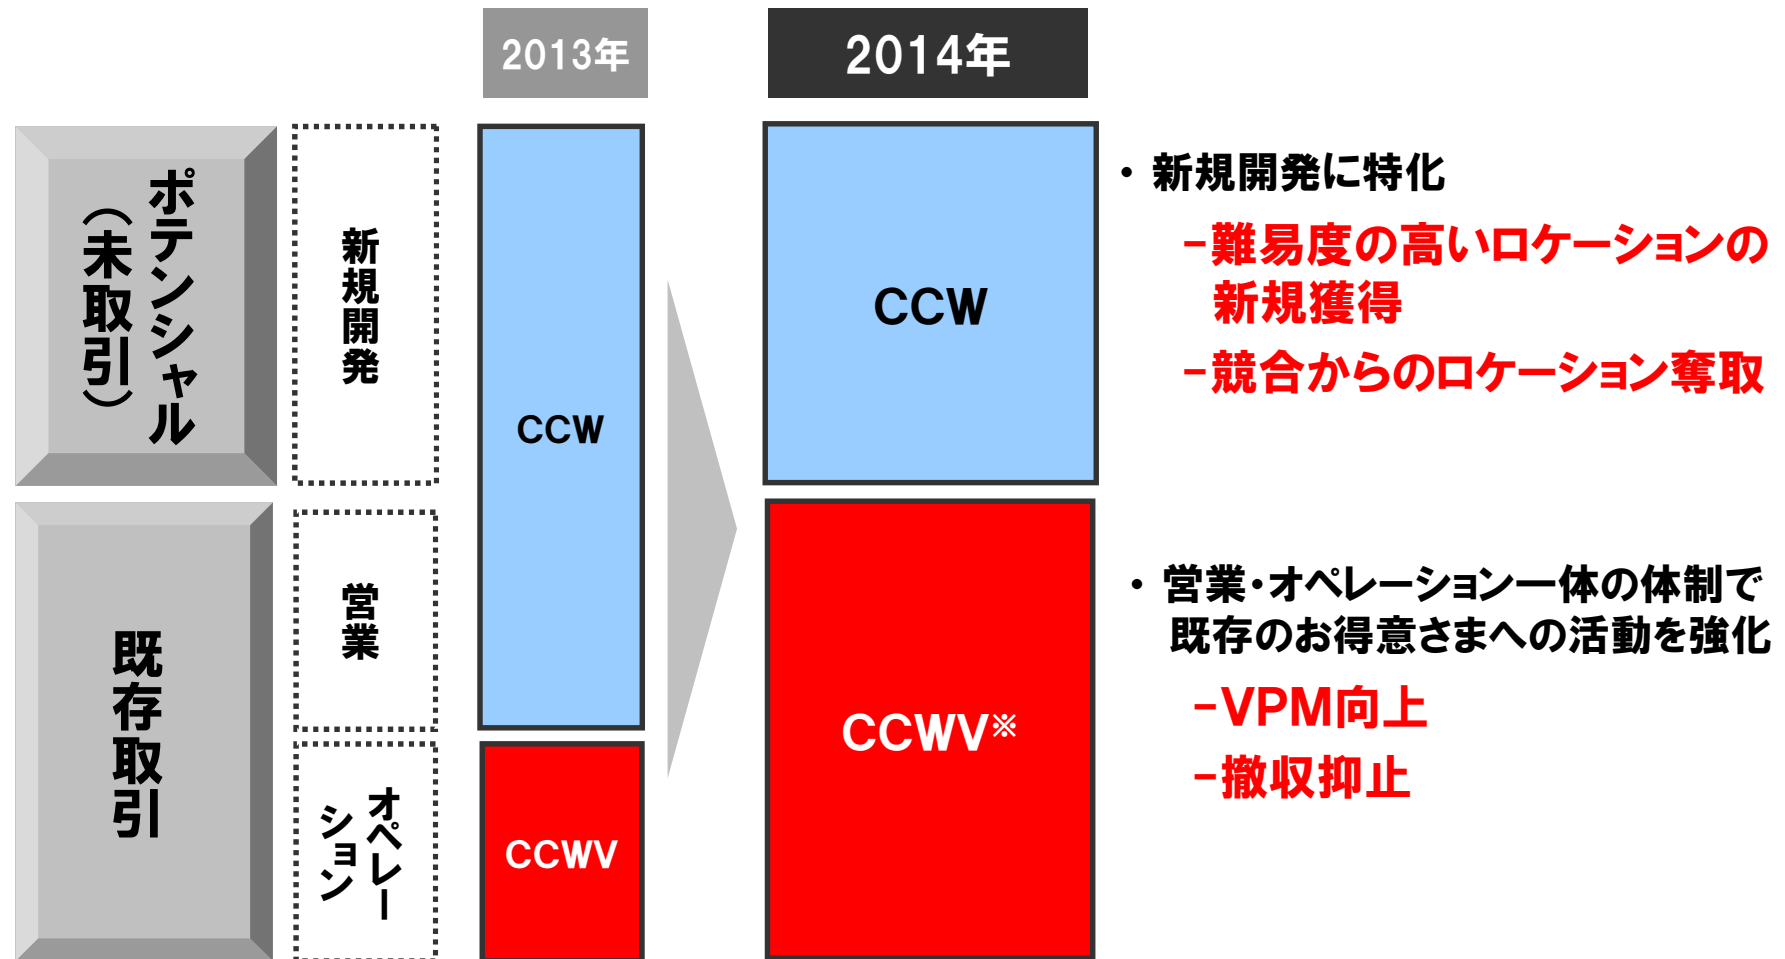 2013年
2014年
ポテンシャル
（未取引）
新規開発
CCW
CCW
・新規開発に特化
－難易度の高いロケーションの
新規獲得
－競合からのロケーション奪取
既存取引
営業
オペレー
ション
CCWV
CCWV※
・営業・オペレーション一体の体制で
既存のお得意さまへの活動を強化
－VPM向上
－撤収抑止